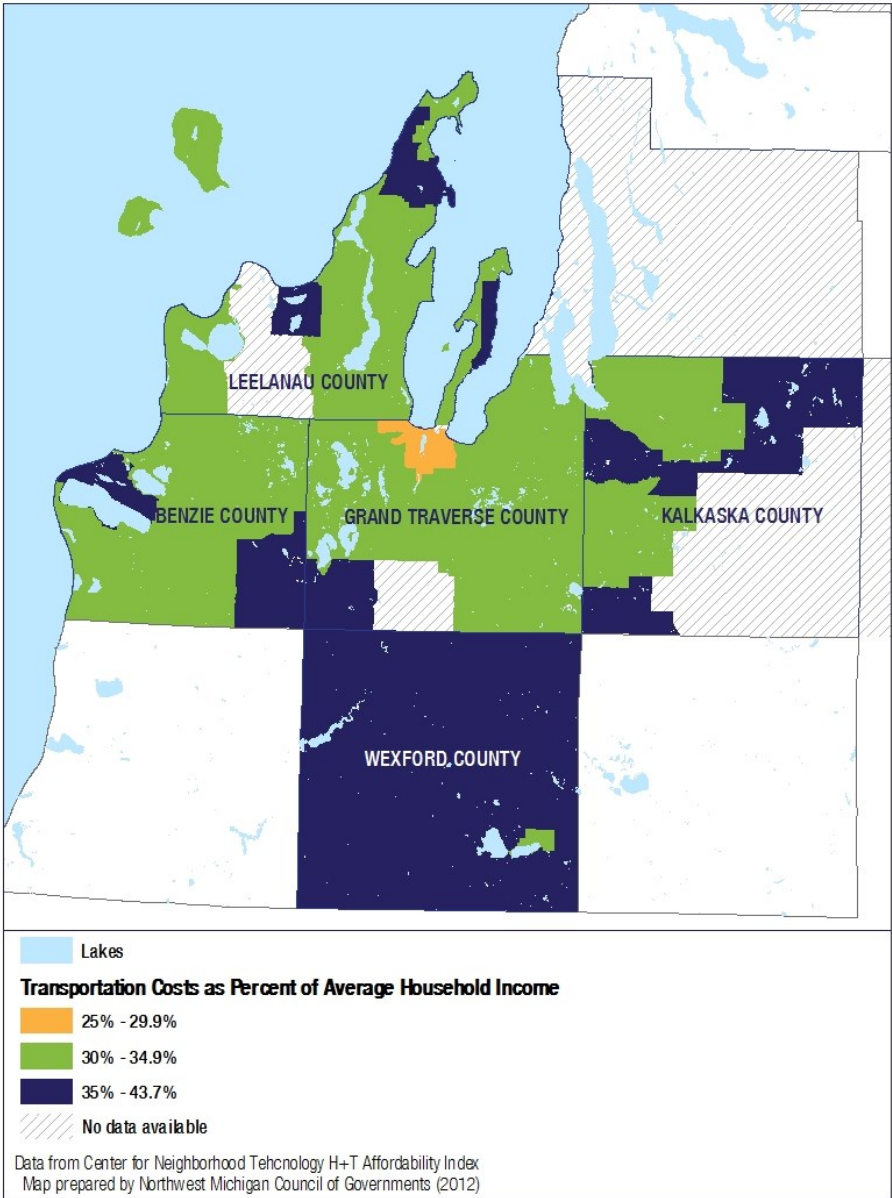 LEELANAU COUNTY
BENZIE COUNTY
GRAND TRAVERSE COUNTY
KALKASKA COUNTY
WEXFORD COUNTY
Lakes
Transportation Costs as Percent of Average Household Income
25% - 29.9%
30% - 34.9%
35% - 43.7%
No data available
Data from Center for Neighborhood Tehcnology H+T Affordability Index
Map prepared by Northwest Michigan Council of Governments (2012)